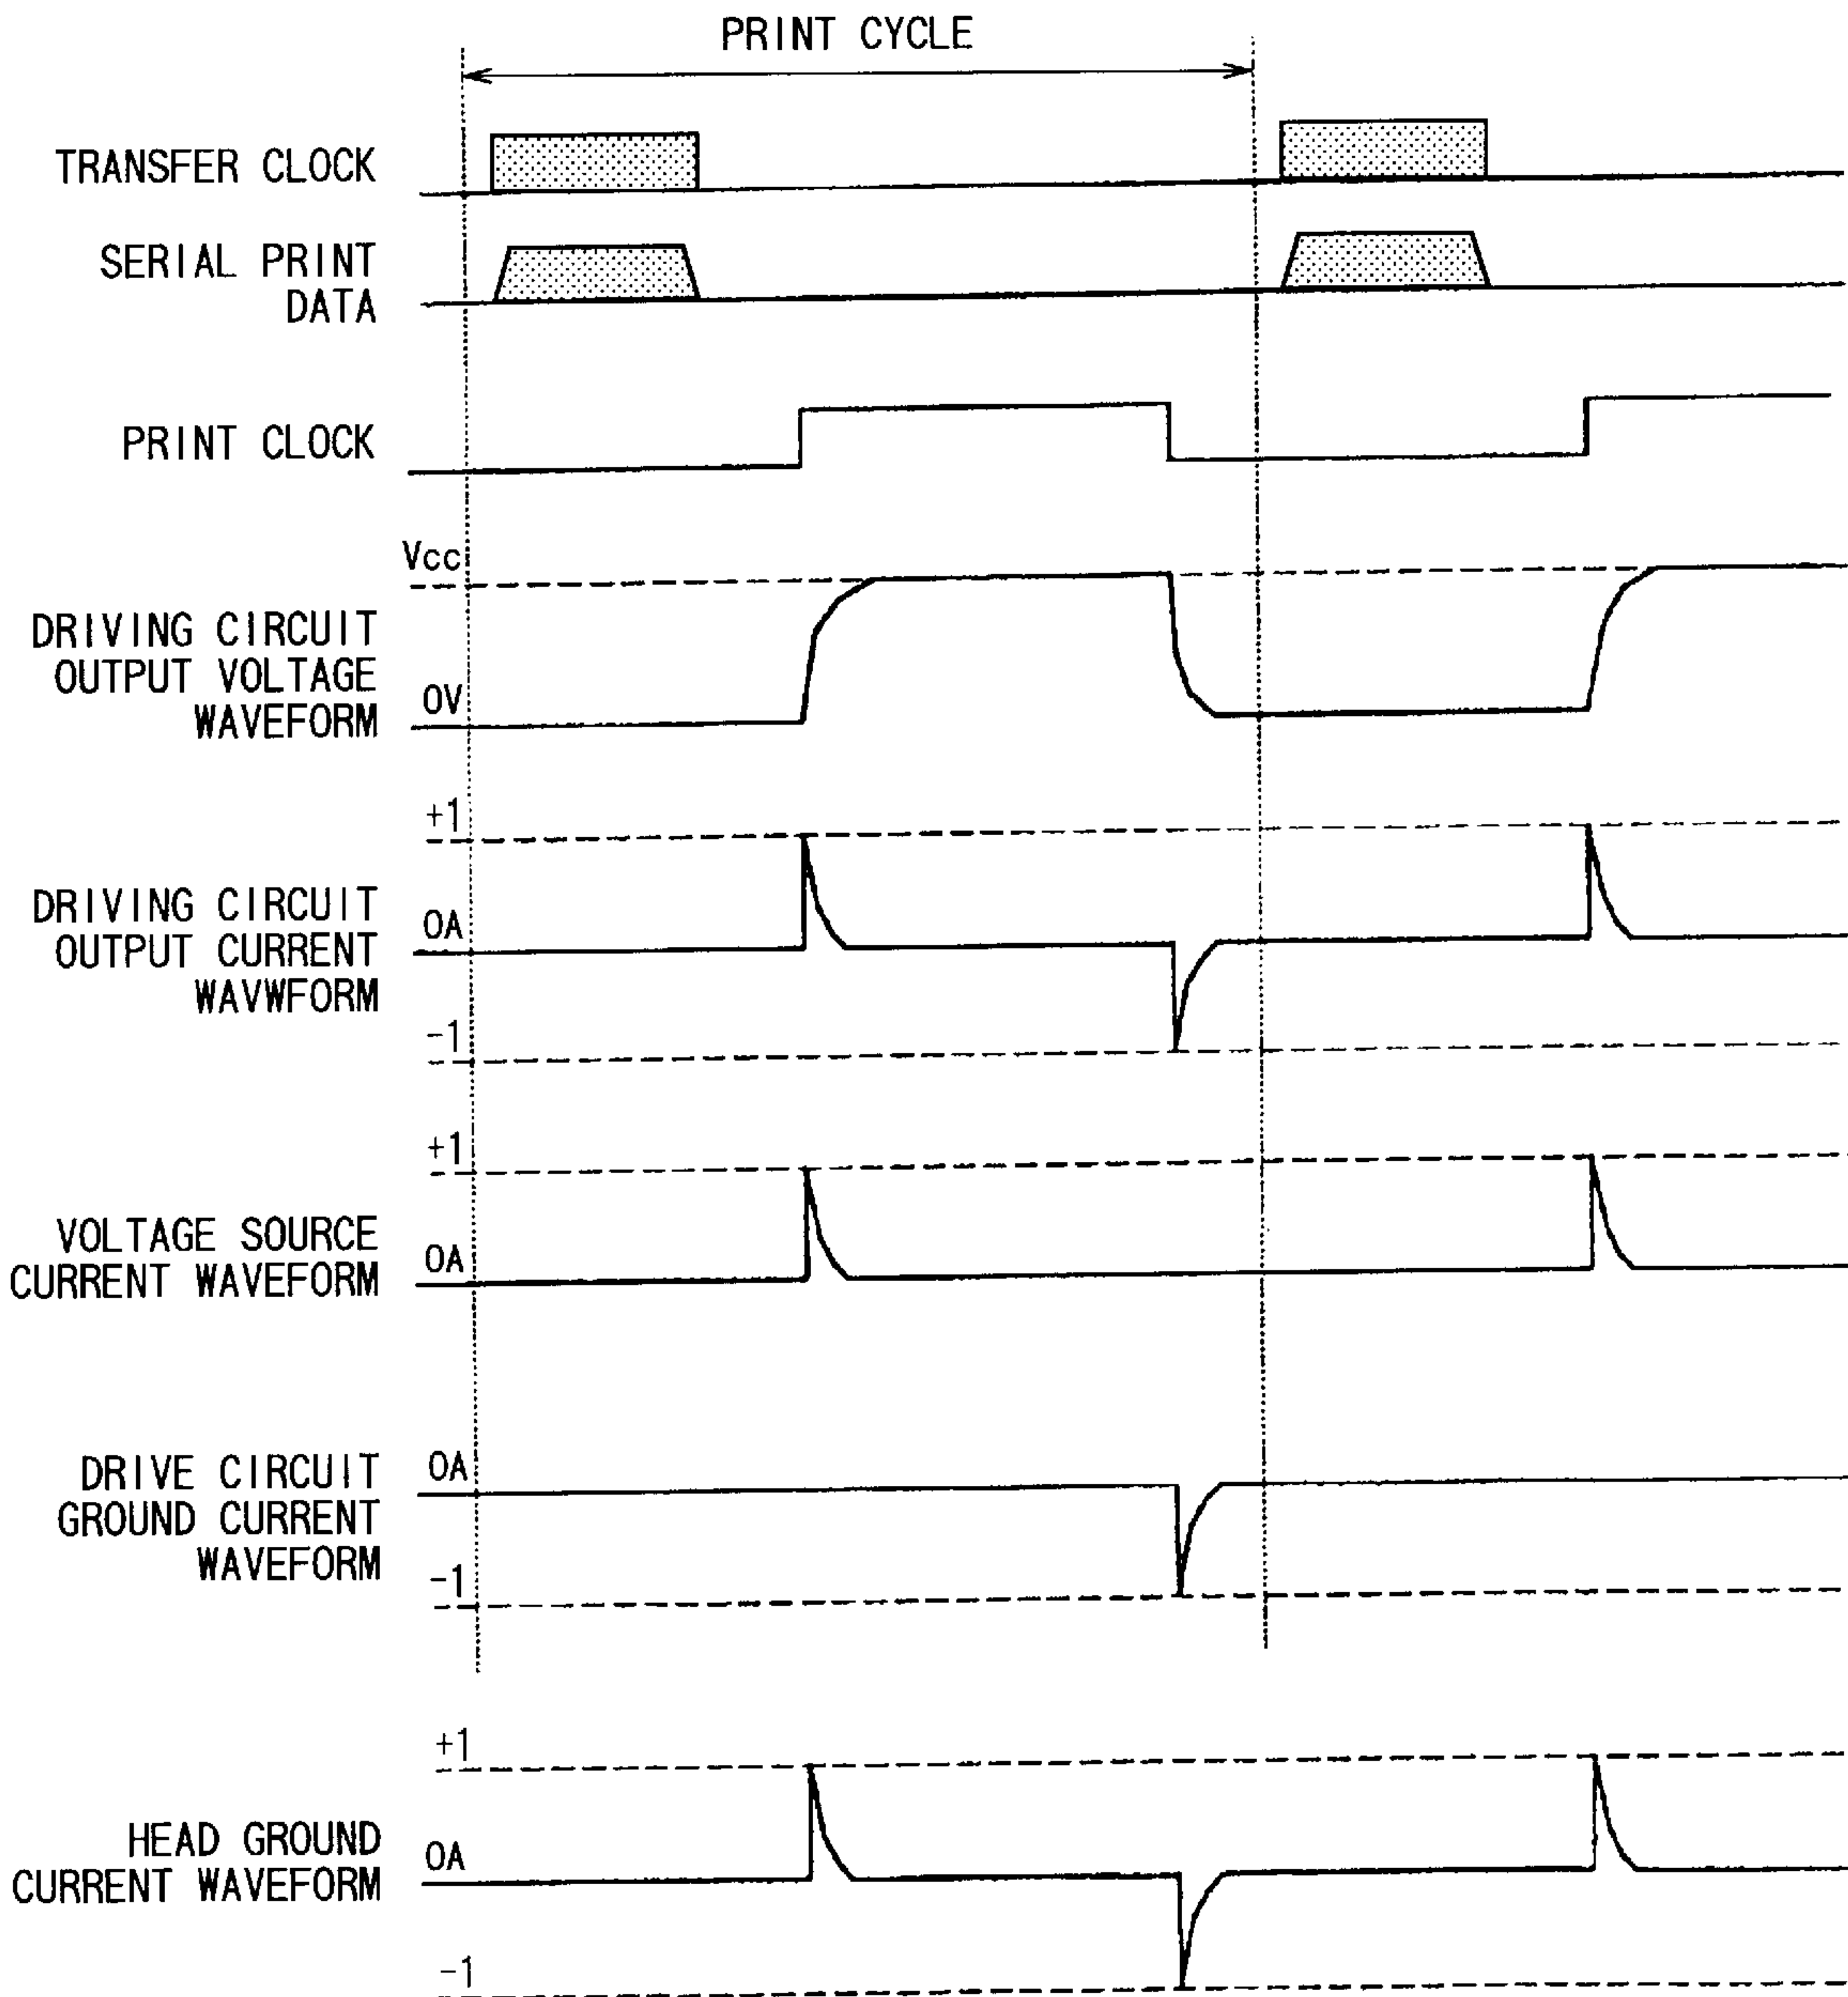 PRINT CYCLE
TRANSFER CLOCK
SERIAL PRINT
DATA
PRINT CLOCK
Vcc
DRIVING CIRCUIT
OUTPUT VOLTAGE
WAVEFORM
0V
+1
DRIVING CIRCUIT
OUTPUT CURRENT
WAVWFORM
0A
-1
+1
VOLTAGE SOURCE
CURRENT WAVEFORM
0A
DRIVE CIRCUIT
GROUND CURRENT
WAVEFORM
0A
-1
+1
HEAD GROUND
CURRENT WAVEFORM
0A
-1